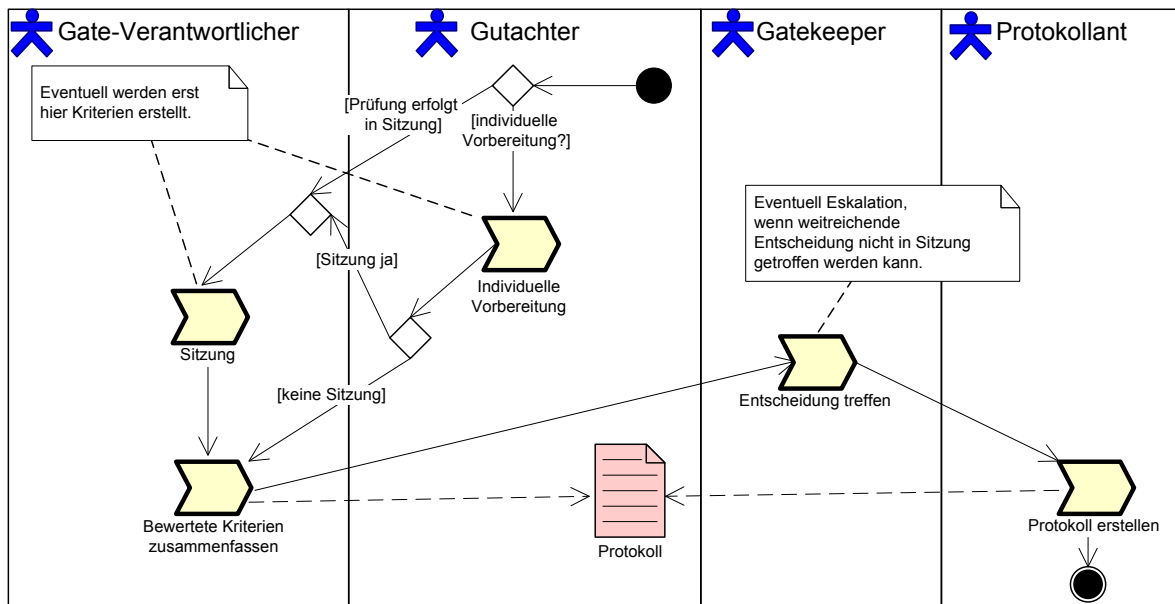 Gate-Verantwortlicher
Gutachter
Gatekeeper
Protokollant
Eventuell werden erst
hier Kriterien erstellt.
[Prüfung erfolgt
in Sitzung]
[individuelle
Vorbereitung?]
Eventuell Eskalation,
wenn weitreichende
Entscheidung nicht in Sitzung
getroffen werden kann.
[Sitzung ja]
Individuelle
Vorbereitung
Sitzung
[keine Sitzung]
Entscheidung treffen
Bewertete Kriterien
zusammenfassen
Protokoll
Protokoll erstellen